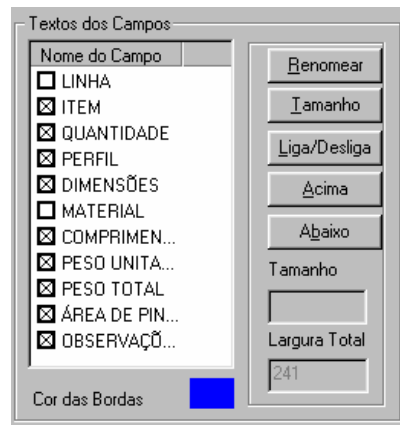 Textos dos Campos
Nome do Campo
LINHA
ITEM
QUANTIDADE
PERFIL
DIMENSÕES
MATERIAL
COMPRIMEN...
PESO UNITA...
PESO TOTAL
ÁREA DE PIN...
OBSERVAÇÕ...
Cor das Bordas
Renomear
Tamanho
Liga/Desliga
Acima
Abaixo
Tamanho
Largura Total
241